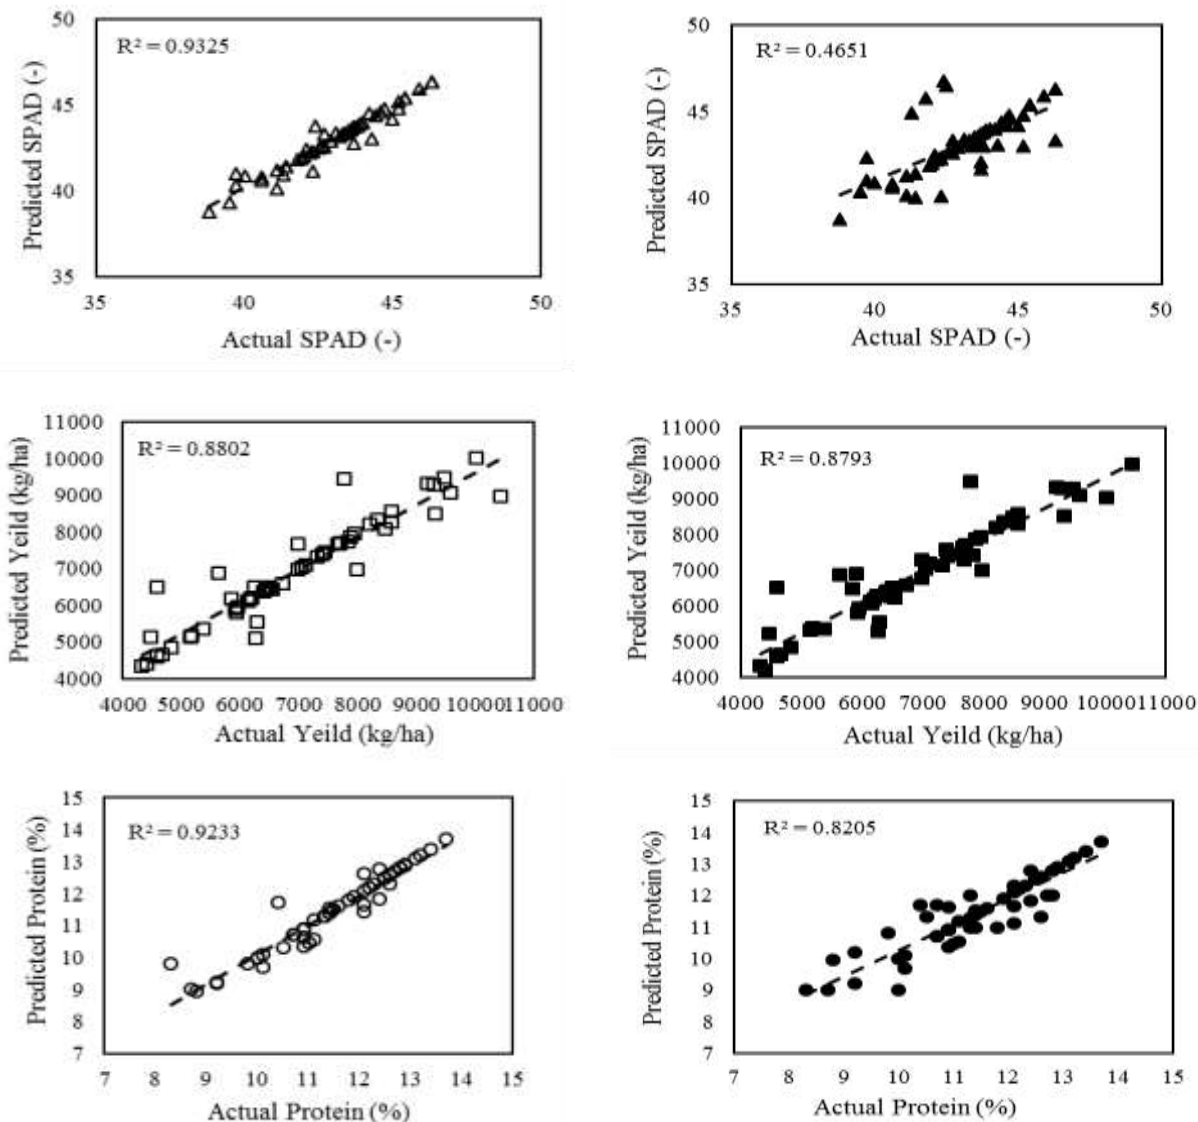 R² = 0.9325
Predicted SPAD (-)
50
45
40
35
35 40 45 50
Actual SPAD (-)
R² = 0.4651
Predicted SPAD (-)
50
45
40
35
35 40 45 50
Actual SPAD (-)
R² = 0.8802
Predicted Yeild (kg/ha)
11000
10000
9000
8000
7000
6000
5000
4000
4000 5000 6000 7000 8000 9000 10000 11000
Actual Yeild (kg/ha)
R² = 0.8793
Predicted Yeild (kg/ha)
11000
10000
9000
8000
7000
6000
5000
4000
4000 5000 6000 7000 8000 9000 10000 11000
Actual Yeild (kg/ha)
R² = 0.9233
Predicted Protein (%)
15
14
13
12
11
10
9
8
7
7 8 9 10 11 12 13 14 15
Actual Protein (%)
R² = 0.8205
Predicted Protein (%)
15
14
13
12
11
10
9
8
7
7 8 9 10 11 12 13 14 15
Actual Protein (%)